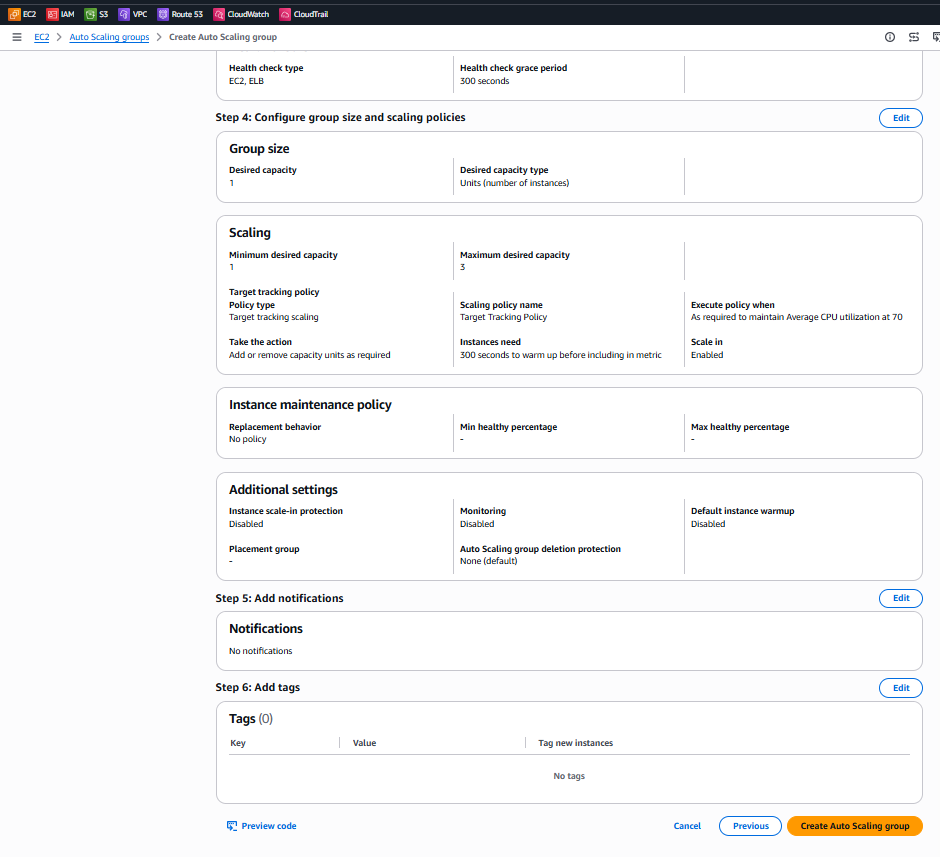 EC2 IAM S3 VPC Route 53 CloudWatch CloudTrail
EC2 > Auto Scaling groups > Create Auto Scaling group
Health check type
EC2, ELB
Health check grace period
300 seconds
Step 4: Configure group size and scaling policies
Edit
Group size
Desired capacity
1
Desired capacity type
Units (number of instances)
Scaling
Minimum desired capacity
1
Maximum desired capacity
3
Target tracking policy
Policy type
Target tracking scaling
Scaling policy name
Target Tracking Policy
Execute policy when
As required to maintain Average CPU utilization at 70
Take the action
Add or remove capacity units as required
Instances need
300 seconds to warm up before including in metric
Scale in
Enabled
Instance maintenance policy
Replacement behavior
No policy
Min healthy percentage
-
Max healthy percentage
-
Additional settings
Instance scale-in protection
Disabled
Monitoring
Disabled
Default instance warmup
Disabled
Placement group
-
Auto Scaling group deletion protection
None (default)
Step 5: Add notifications
Edit
Notifications
No notifications
Step 6: Add tags
Edit
Tags (0)
Key Value Tag new instances
No tags
Preview code
Cancel
Previous
Create Auto Scaling group